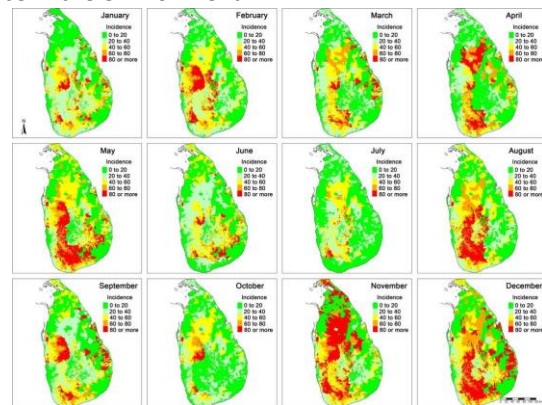 January
Incidence
0 to 20
20 to 40
40 to 60
60 to 80
80 or more
N
February
Incidence
0 to 20
20 to 40
40 to 60
60 to 80
80 or more
March
Incidence
0 to 20
20 to 40
40 to 60
60 to 80
80 or more
April
Incidence
0 to 20
20 to 40
40 to 60
60 to 80
80 or more
May
Incidence
0 to 20
20 to 40
40 to 60
60 to 80
80 or more
June
Incidence
0 to 20
20 to 40
40 to 60
60 to 80
80 or more
July
Incidence
0 to 20
20 to 40
40 to 60
60 to 80
80 or more
August
Incidence
0 to 20
20 to 40
40 to 60
60 to 80
80 or more
September
Incidence
0 to 20
20 to 40
40 to 60
60 to 80
80 or more
October
Incidence
0 to 20
20 to 40
40 to 60
60 to 80
80 or more
November
Incidence
0 to 20
20 to 40
40 to 60
60 to 80
80 or more
December
Incidence
0 to 20
20 to 40
40 to 60
60 to 80
80 or more